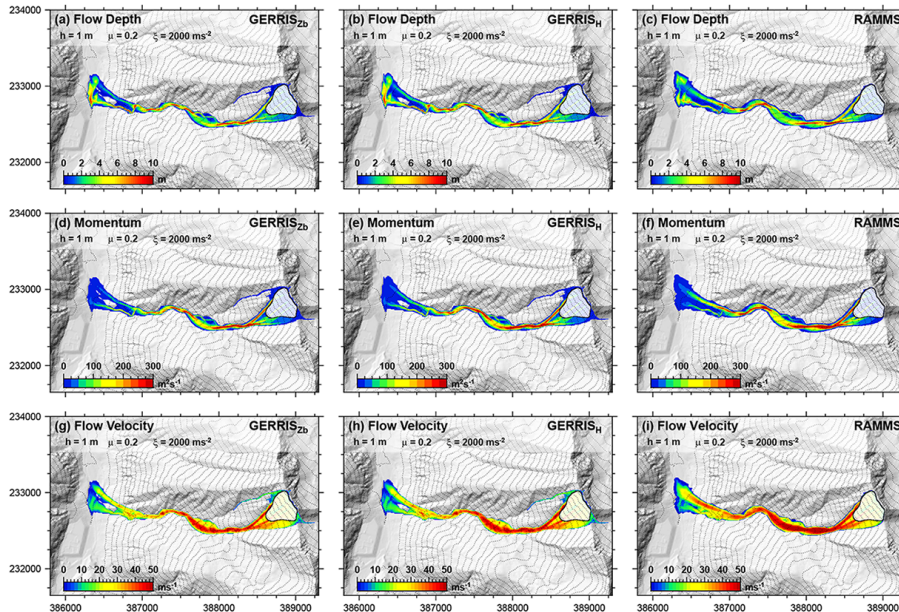 234000
(a) Flow Depth GERRIS_Zb
h = 1 m μ = 0.2 ξ = 2000 ms⁻²
233000
232000
0 2 4 6 8 10
m
(b) Flow Depth GERRIS_H
h = 1 m μ = 0.2 ξ = 2000 ms⁻²
0 2 4 6 8 10
m
(c) Flow Depth RAMMS
h = 1 m μ = 0.2 ξ = 2000 ms⁻²
0 2 4 6 8 10
m
234000
(d) Momentum GERRIS_Zb
h = 1 m μ = 0.2 ξ = 2000 ms⁻²
233000
232000
0 100 200 300
m²s⁻¹
(e) Momentum GERRIS_H
h = 1 m μ = 0.2 ξ = 2000 ms⁻²
0 100 200 300
m²s⁻¹
(f) Momentum RAMMS
h = 1 m μ = 0.2 ξ = 2000 ms⁻²
0 100 200 300
m²s⁻¹
234000
(g) Flow Velocity GERRIS_Zb
h = 1 m μ = 0.2 ξ = 2000 ms⁻²
233000
232000
0 10 20 30 40 50
ms⁻¹
(h) Flow Velocity GERRIS_H
h = 1 m μ = 0.2 ξ = 2000 ms⁻²
0 10 20 30 40 50
ms⁻¹
(i) Flow Velocity RAMMS
h = 1 m μ = 0.2 ξ = 2000 ms⁻²
0 10 20 30 40 50
ms⁻¹
386000 387000 388000 389000
386000 387000 388000 389000
386000 387000 388000 389000